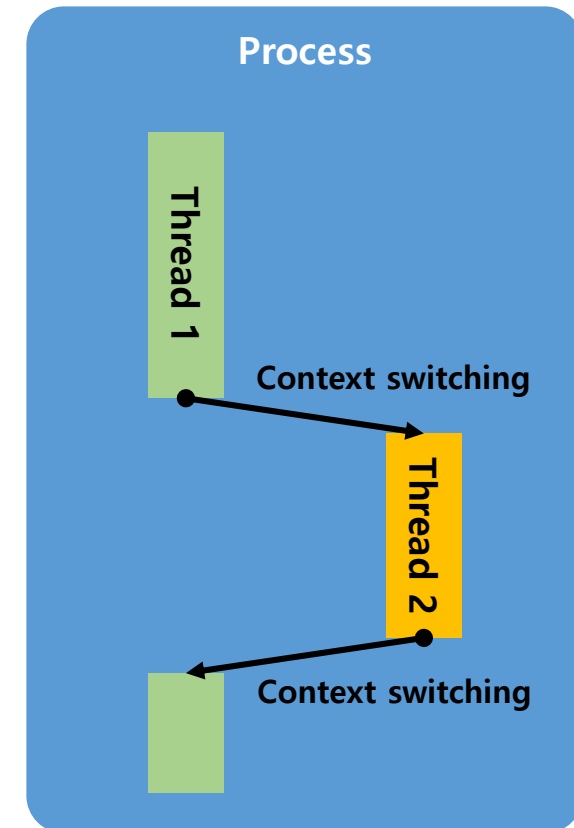 Process
Thread 1
Context switching
Thread 2
Context switching